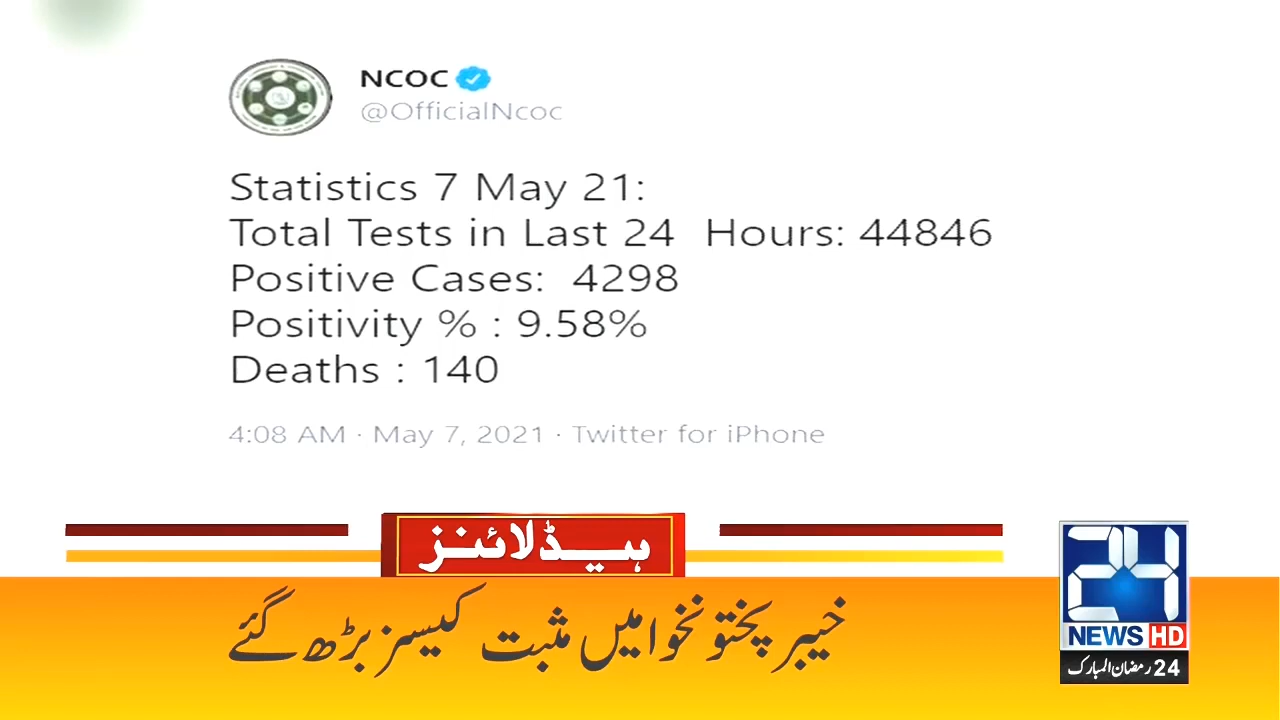 NCOC
@OfficialNcoc
Statistics 7 May 21:
Total Tests in Last 24 Hours: 44846
Positive Cases: 4298
Positivity % : 9.58%
Deaths : 140
4:08 AM · May 7, 2021 · Twitter for iPhone
ہیڈلائنز
خیبر پختونخوا میں مثبت کیسز بڑھ گئے
24
NEWS HD
24 رمضان المبارک